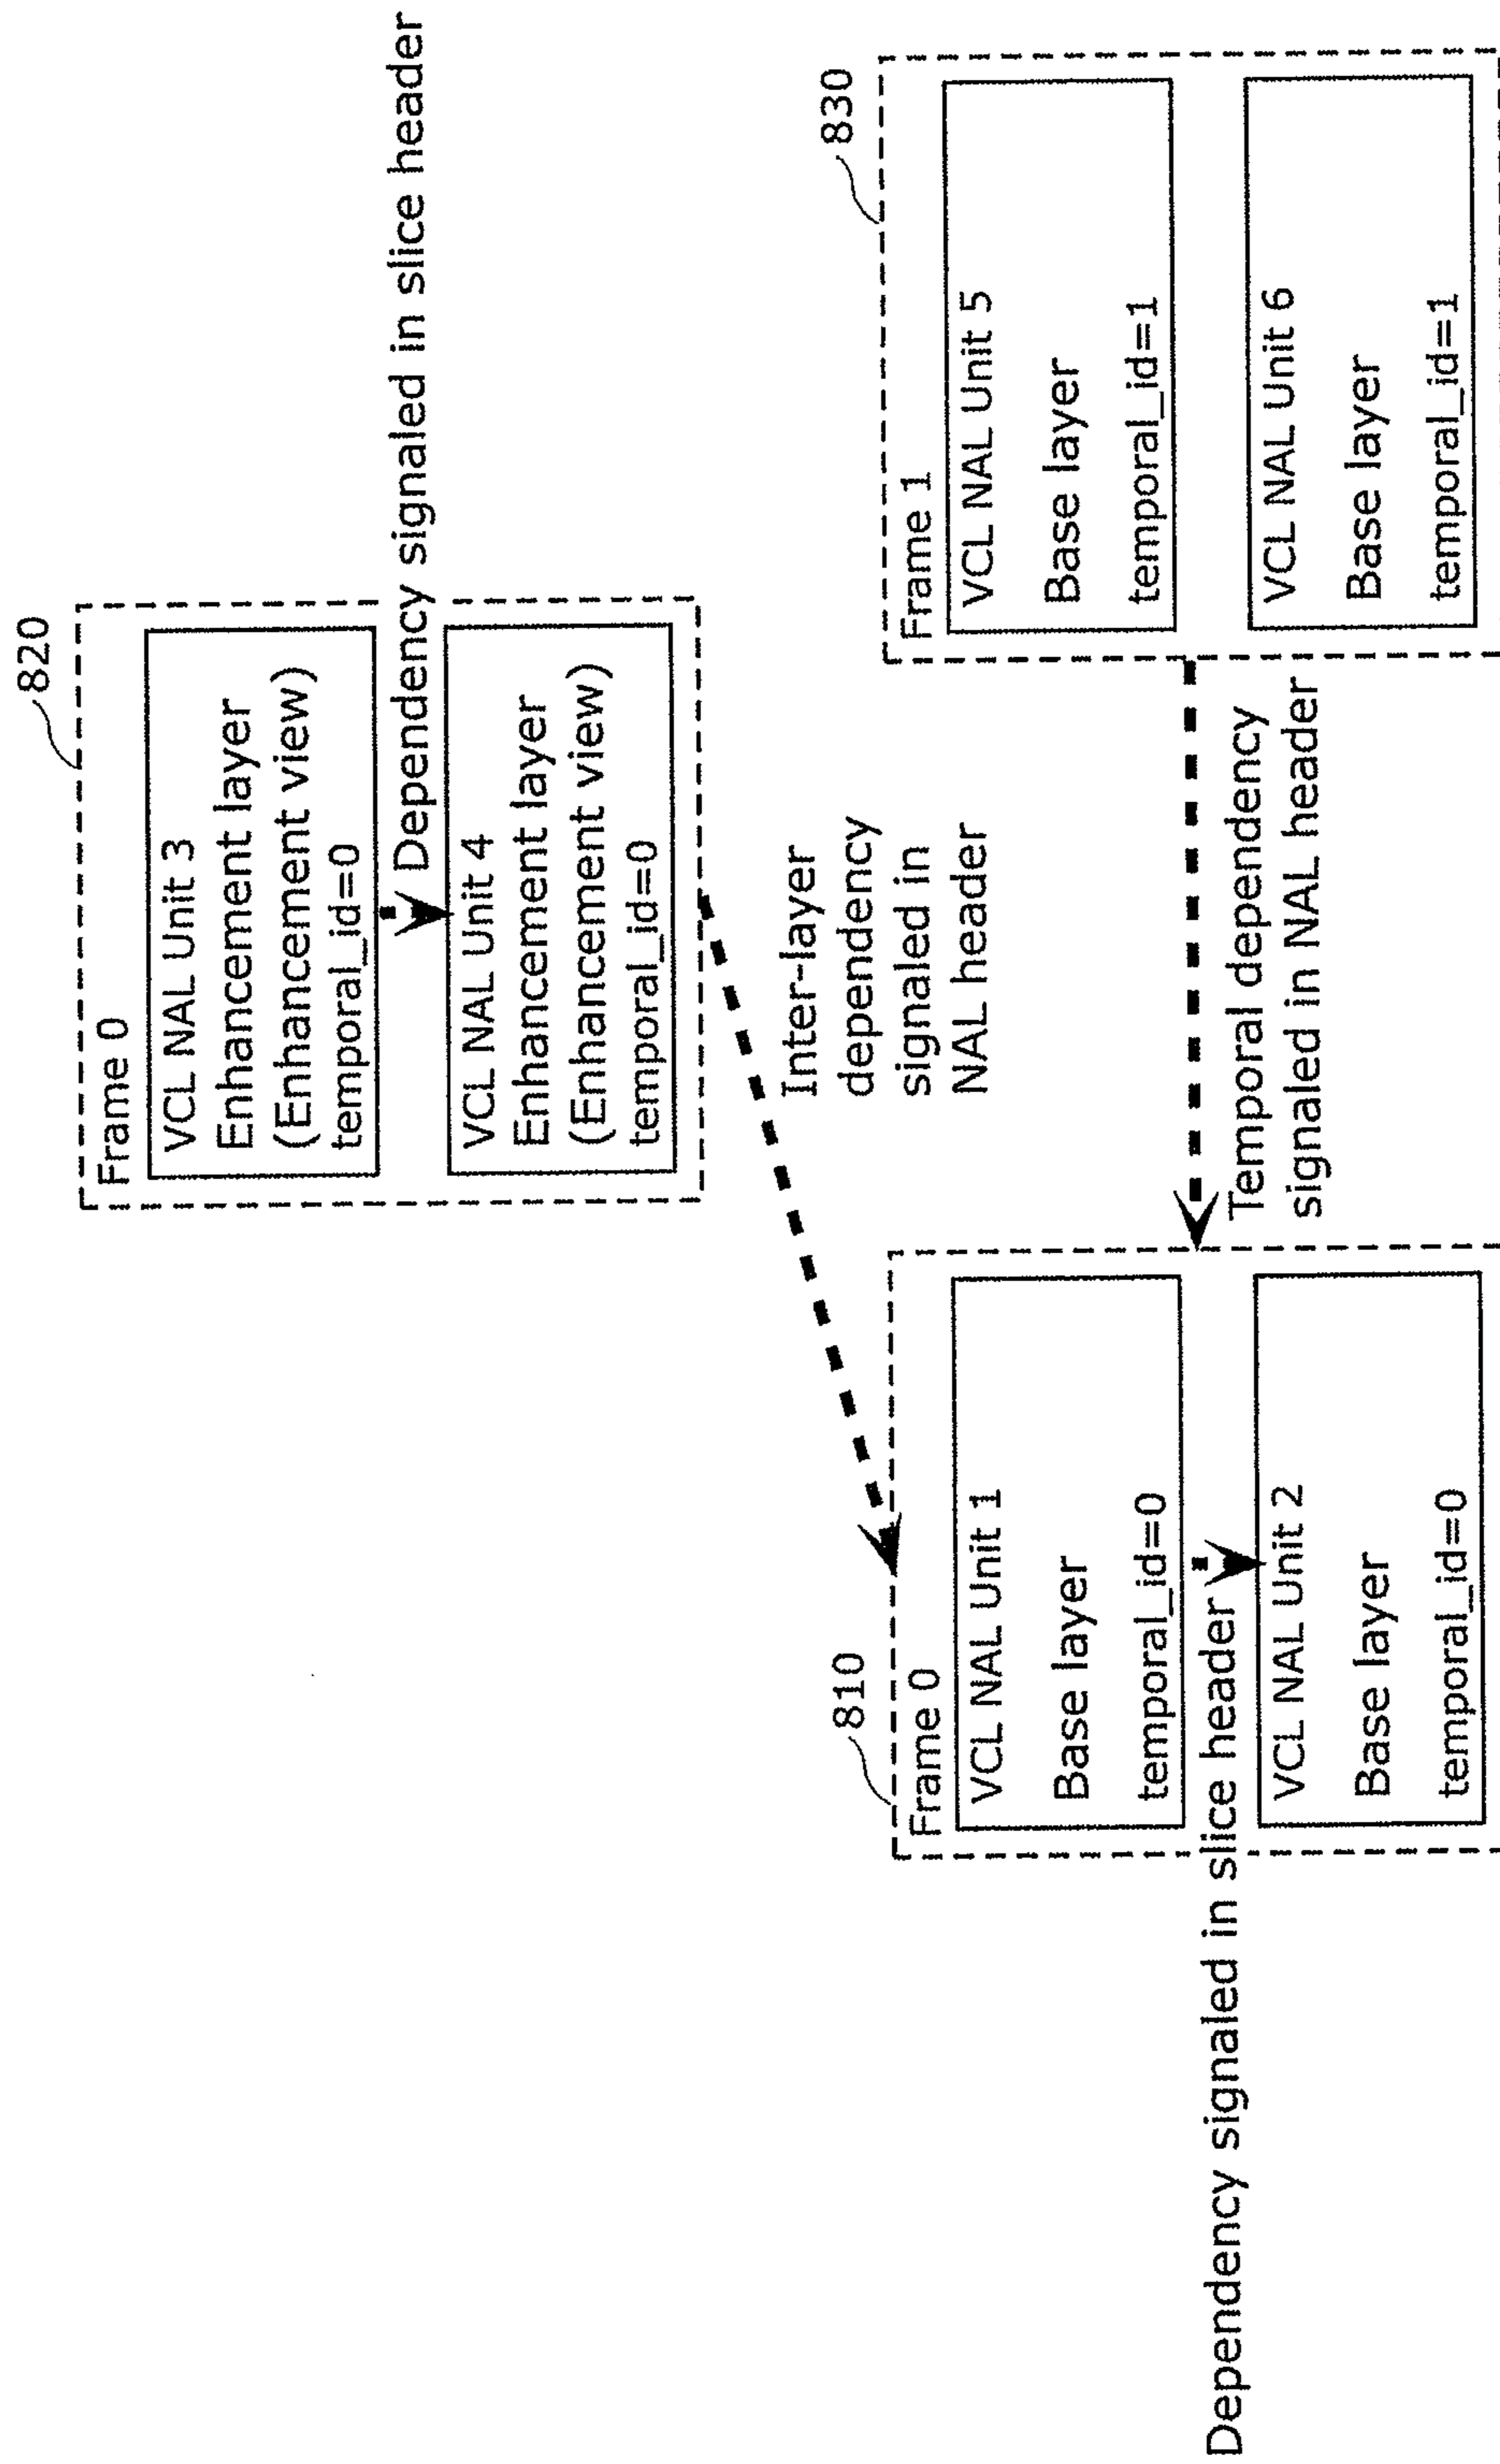 820
Frame 0
VCL NAL Unit 3
Enhancement layer
(Enhancement view)
temporal_id=0
Dependency signaled in slice header
VCL NAL Unit 4
Enhancement layer
(Enhancement view)
temporal_id=0
Inter-layer
dependency
signaled in
NAL header
810
Frame 0
VCL NAL Unit 1
Base layer
temporal_id=0
Dependency signaled in slice header
VCL NAL Unit 2
Base layer
temporal_id=0
Temporal dependency
signaled in NAL header
830
Frame 1
VCL NAL Unit 5
Base layer
temporal_id=1
VCL NAL Unit 6
Base layer
temporal_id=1